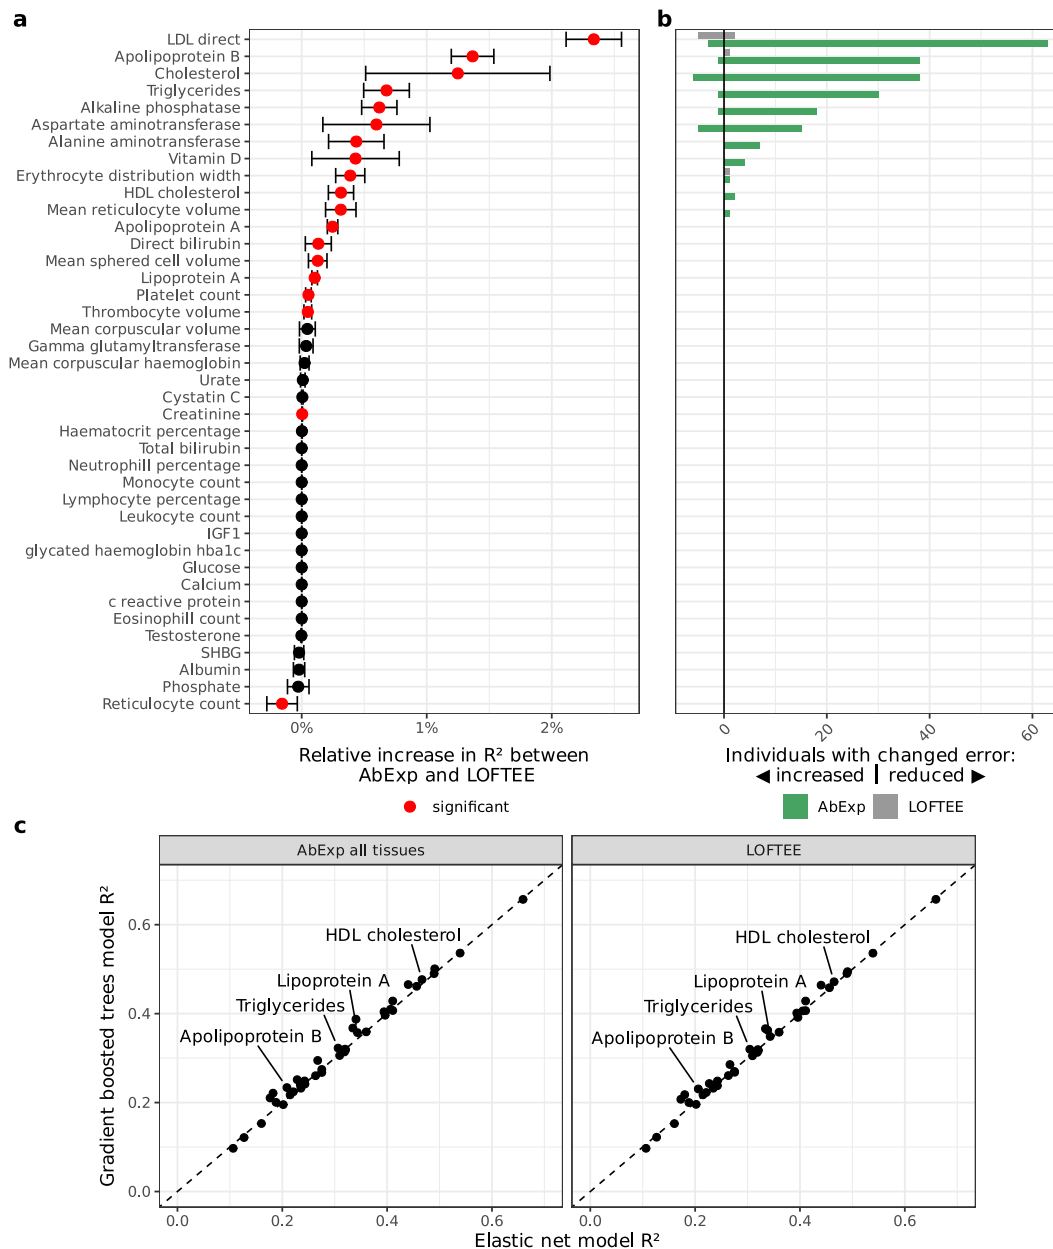 a
LDL direct
Apolipoprotein B
Cholesterol
Triglycerides
Alkaline phosphatase
Aspartate aminotransferase
Alanine aminotransferase
Vitamin D
Erythrocyte distribution width
HDL cholesterol
Mean reticulocyte volume
Apolipoprotein A
Direct bilirubin
Mean sphered cell volume
Lipoprotein A
Platelet count
Thrombocyte volume
Mean corpuscular volume
Gamma glutamyltransferase
Mean corpuscular haemoglobin
Urate
Cystatin C
Creatinine
Haematocrit percentage
Total bilirubin
Neutrophill percentage
Monocyte count
Lymphocyte percentage
Leukocyte count
IGF1
glycated haemoglobin hba1c
Glucose
Calcium
c reactive protein
Eosinophill count
Testosterone
SHBG
Albumin
Phosphate
Reticulocyte count
0% 1% 2%
Relative increase in R² between
AbExp and LOFTEE
significant
b
0 20 40 60
Individuals with changed error:
◄ increased | reduced ►
AbExp LOFTEE
c
AbExp all tissues
LOFTEE
Gradient boosted trees model R²
0.6
0.4
0.2
0.0
HDL cholesterol
Lipoprotein A
Triglycerides
Apolipoprotein B
HDL cholesterol
Lipoprotein A
Triglycerides
Apolipoprotein B
0.0 0.2 0.4 0.6
0.0 0.2 0.4 0.6
Elastic net model R²